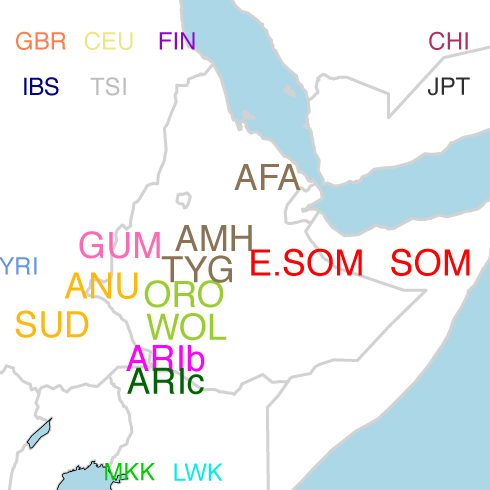 GBR CEU FIN CHI
IBS TSI JPT
AFA
GUM AMH
YRI TYG E.SOM SOM
ANU ORO
SUD WOL
ARIb
ARIc
MKK LWK